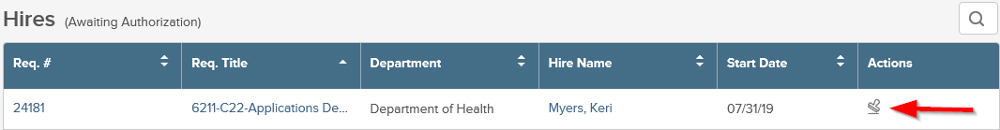 Hires (Awaiting Authorization)
Req. # Req. Title Department Hire Name Start Date Actions
24181 6211-C22-Applications De... Department of Health Myers, Keri 07/31/19